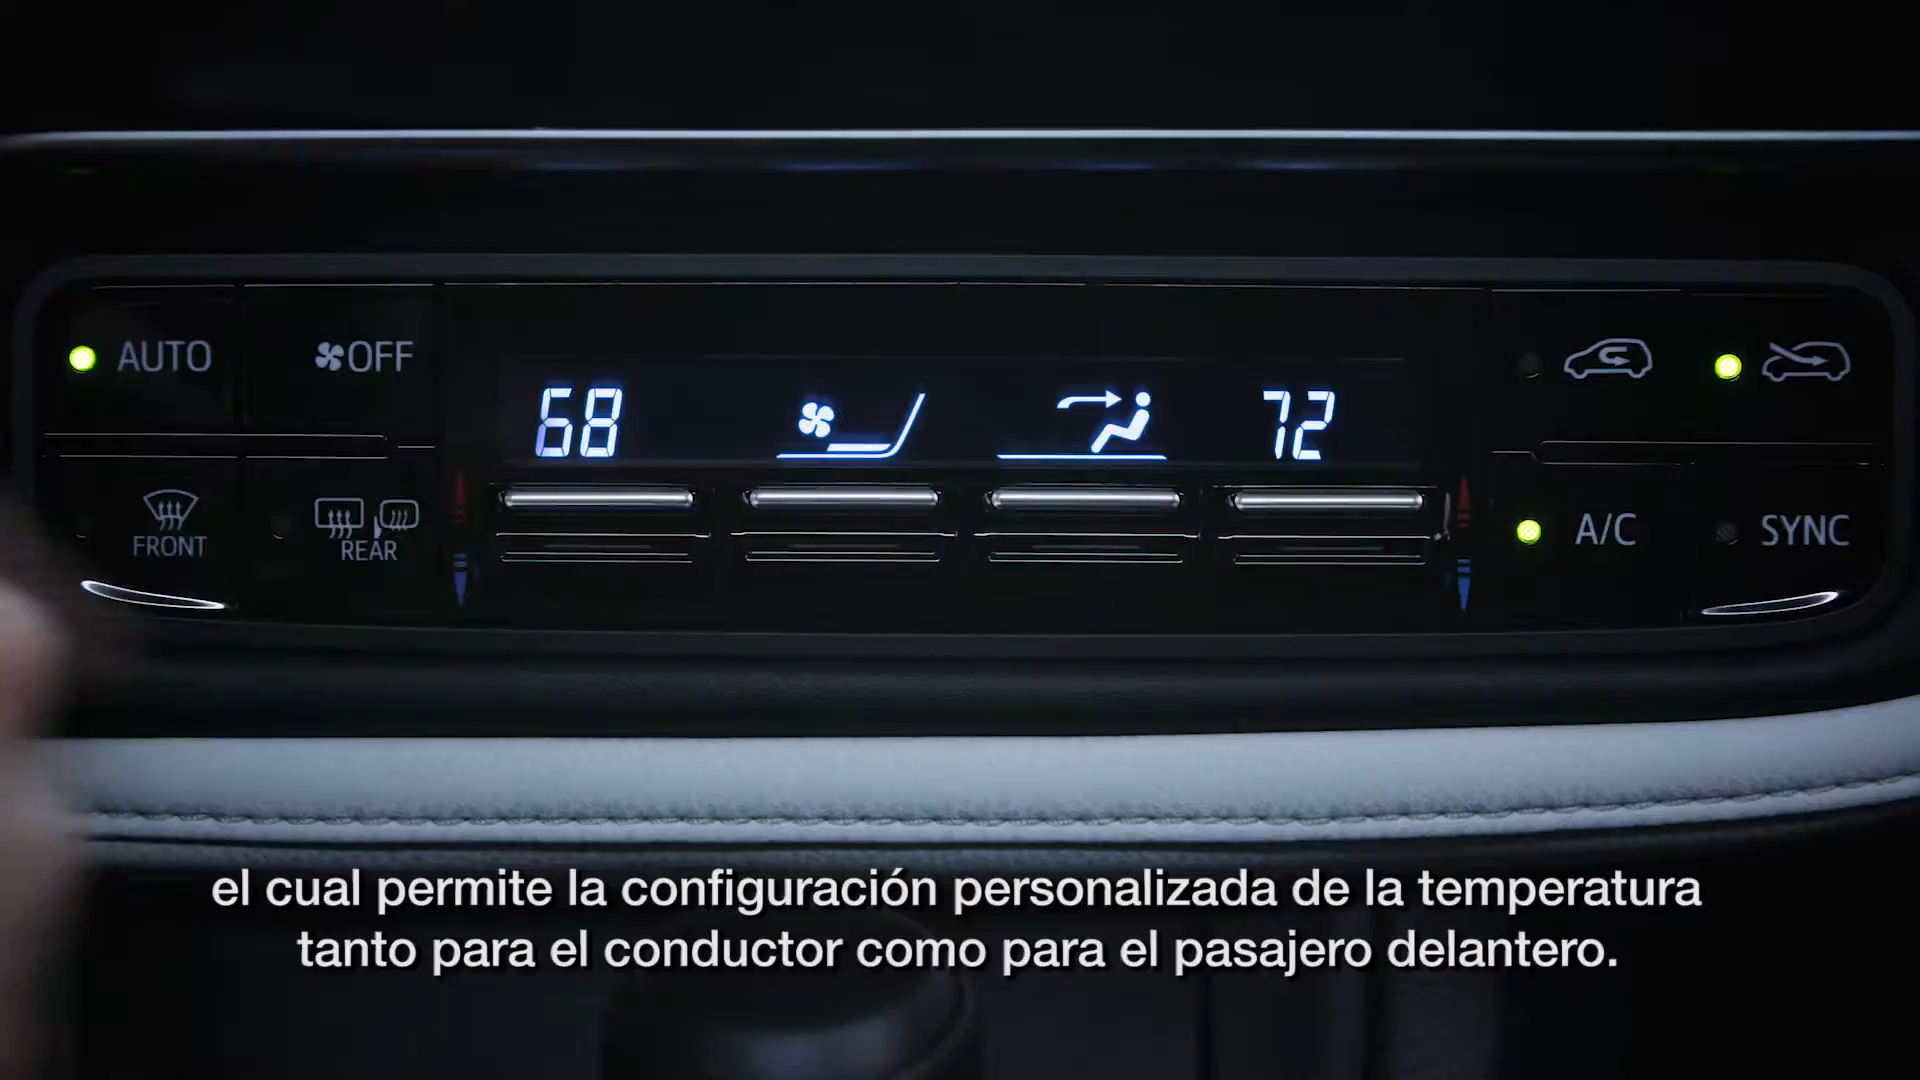 AUTO
OFF
68
72
FRONT
REAR
A/C
SYNC
el cual permite la configuración personalizada de la temperatura
tanto para el conductor como para el pasajero delantero.